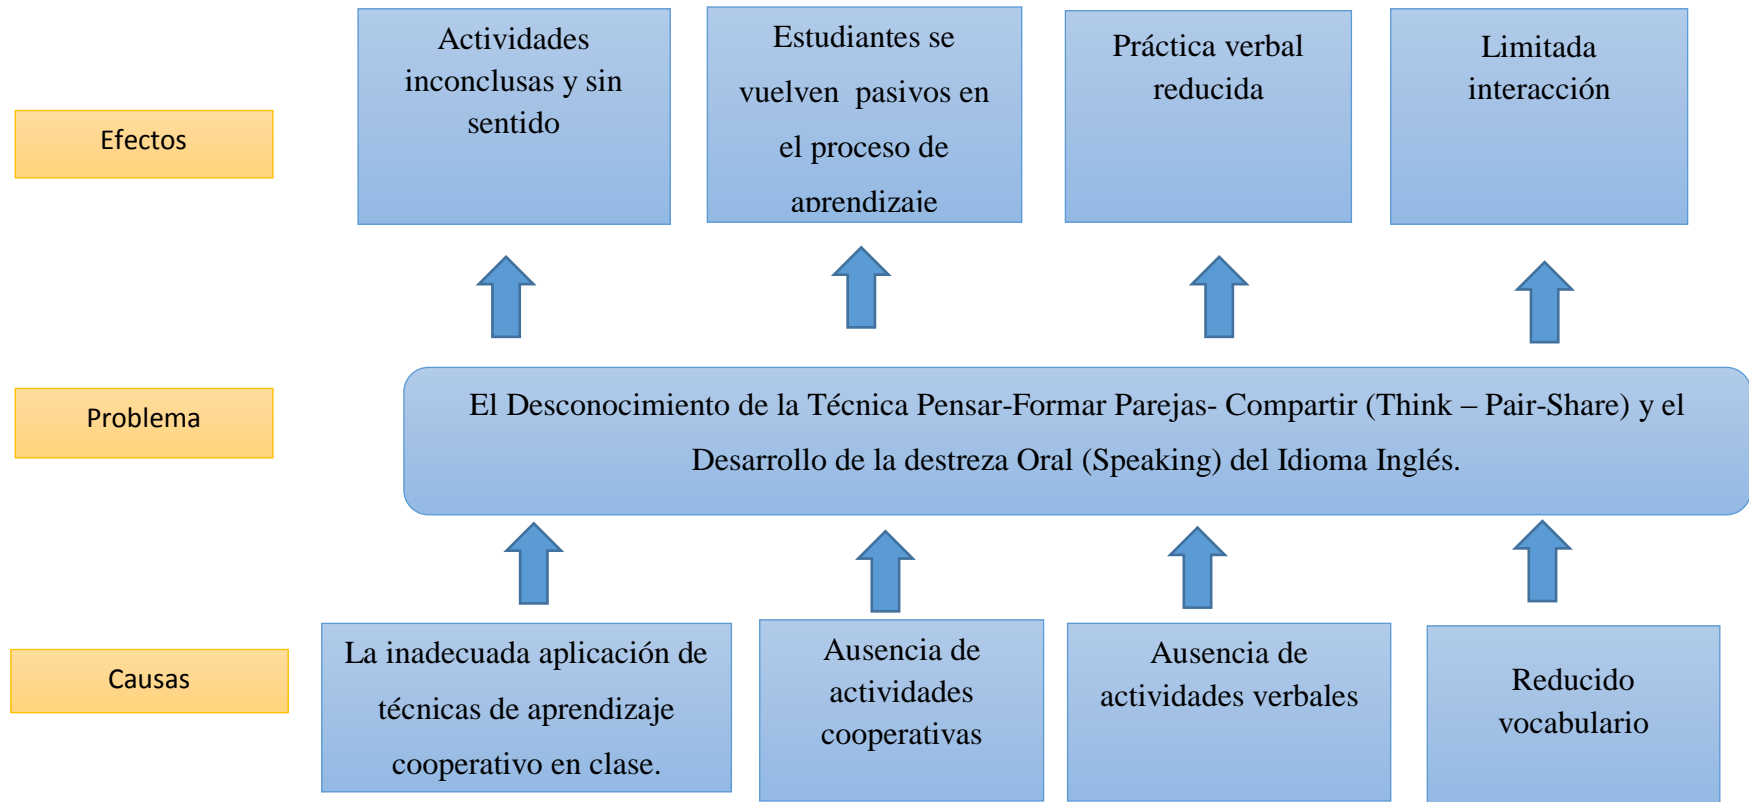 Actividades
inconclusas y sin
sentido
Estudiantes se
vuelven pasivos en
el proceso de
aprendizaje
Práctica verbal
reducida
Limitada
interacción
Efectos
El Desconocimiento de la Técnica Pensar-Formar Parejas- Compartir (Think – Pair-Share) y el
Desarrollo de la destreza Oral (Speaking) del Idioma Inglés.
Problema
La inadecuada aplicación de
técnicas de aprendizaje
cooperativo en clase.
Ausencia de
actividades
cooperativas
Ausencia de
actividades verbales
Reducido
vocabulario
Causas